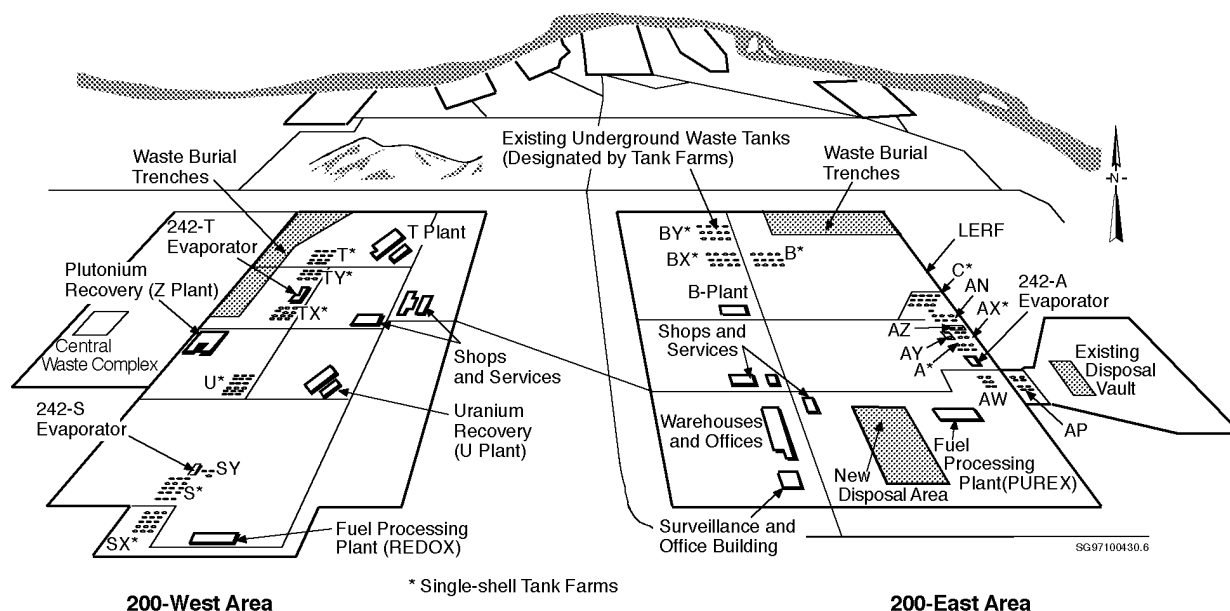 Existing Underground Waste Tanks
(Designated by Tank Farms)
Waste Burial
Trenches
Waste Burial
Trenches
N
242-T
Evaporator
T Plant
T*
TY*
TX*
Plutonium
Recovery (Z Plant)
Central
Waste Complex
Shops
and Services
U*
242-S
Evaporator
Uranium
Recovery
(U Plant)
SY
S*
SX*
Fuel Processing
Plant (REDOX)
BY*
BX*
B*
LERF
C*
AN
242-A
Evaporator
AX*
B-Plant
AZ
AY
A*
Shops and
Services
Existing
Disposal
Vault
AW
AP
Warehouses
and Offices
New
Disposal Area
Fuel
Processing
Plant(PUREX)
Surveillance and
Office Building
SG97100430.6
* Single-shell Tank Farms
200-West Area
200-East Area